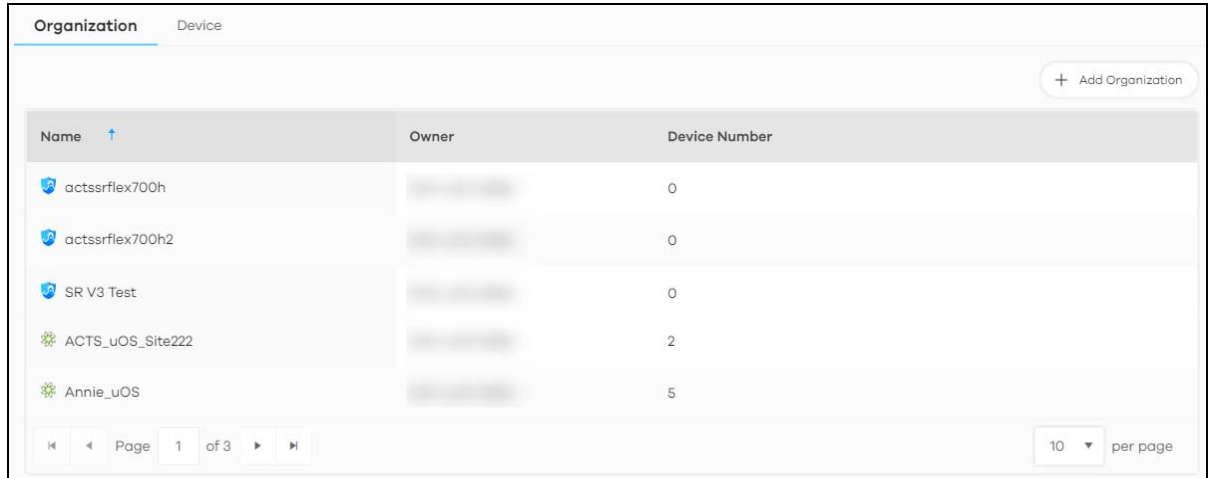 Organization Device
+ Add Organization
Name ↑ Owner Device Number
actssrflex700h 0
actssrflex700h2 0
SR V3 Test 0
ACTS_uOS_Site222 2
Annie_uOS 5
Page 1 of 3 10 per page